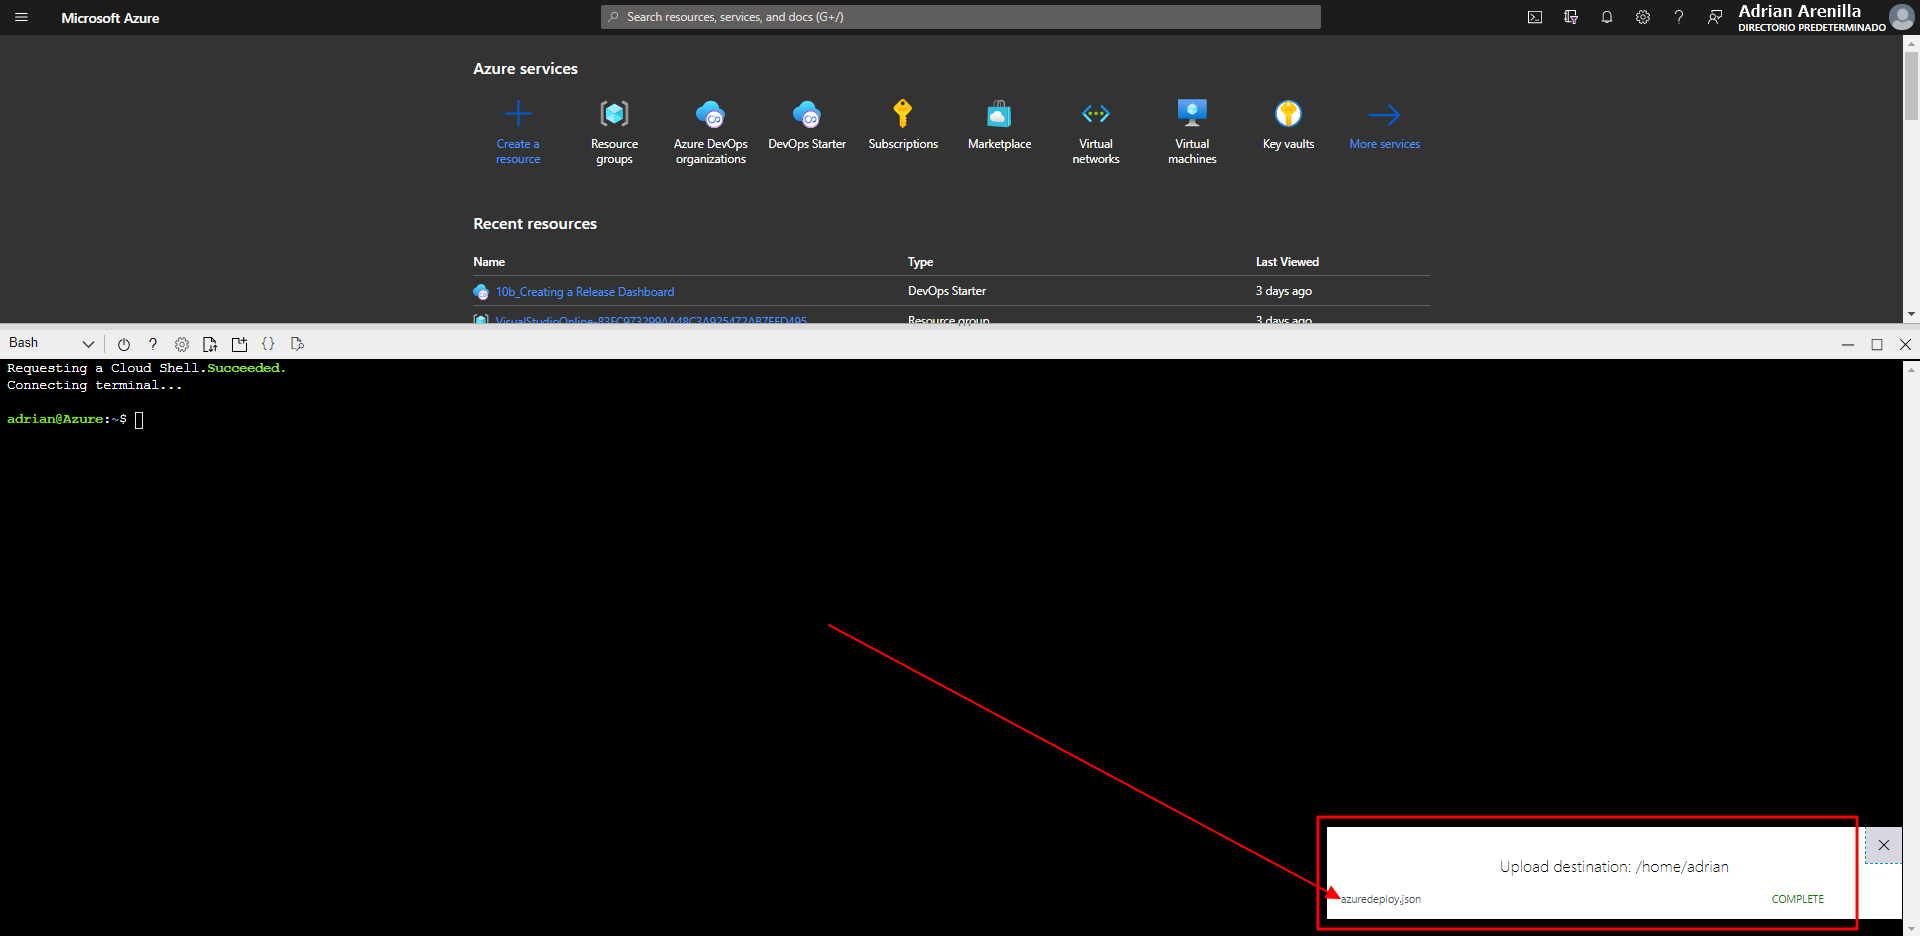 Microsoft Azure
Search resources, services, and docs (G+/)
Adrian Arenilla
DIRECTORIO PREDETERMINADO
Azure services
Create a resource
Resource groups
Azure DevOps organizations
DevOps Starter
Subscriptions
Marketplace
Virtual networks
Virtual machines
Key vaults
More services
Recent resources
Name Type Last Viewed
10b_Creating a Release Dashboard DevOps Starter 3 days ago
VisualStudioOnline-83FC973299AA48C3A925472AB7EFD495 Resource group 3 days ago
Bash
Requesting a Cloud Shell.Succeeded.
Connecting terminal...
adrian@Azure:~$
Upload destination: /home/adrian
azuredeploy.json COMPLETE